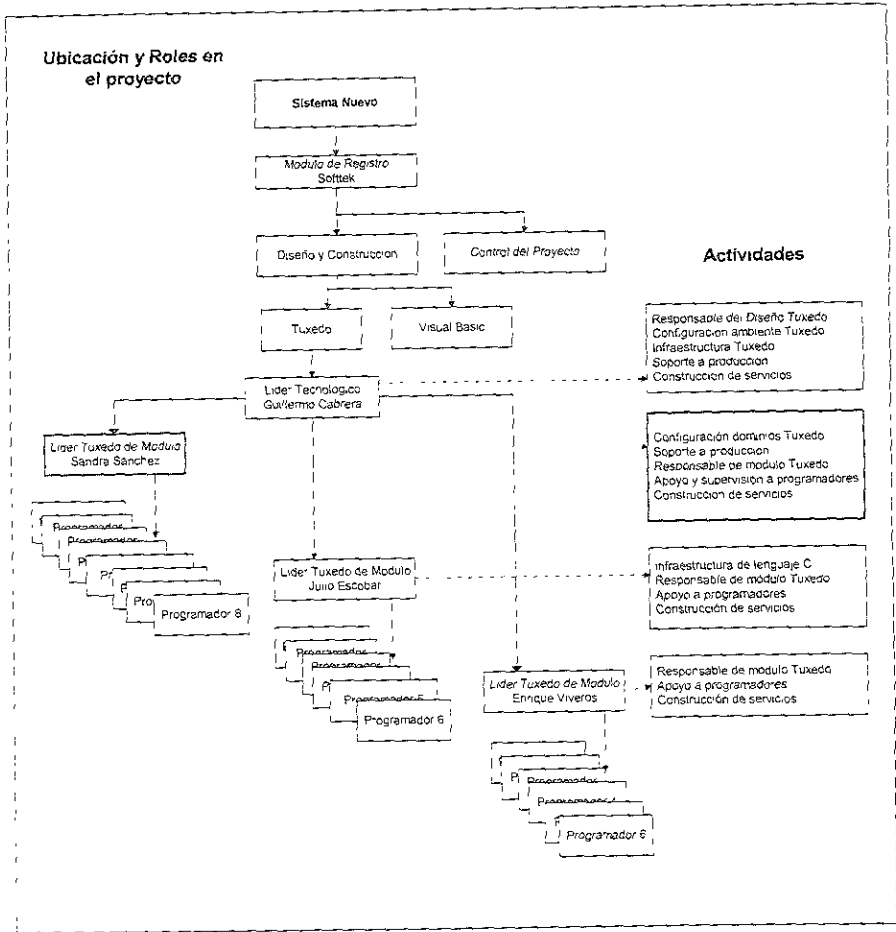 Ubicación y Roles en
el proyecto
Sistema Nuevo
Modulo de Registro
Softtek
Diseño y Construccion
Control del Proyecto
Actividades
Tuxedo
Visual Basic
Responsable del Diseño Tuxedo
Configuracion ambiente Tuxedo
Infraestructura Tuxedo
Soporte a produccion
Construccion de servicios
Lider Tecnologico
Guillermo Cabrera
Lider Tuxedo de Modulo
Sandra Sanchez
Configuración dominios Tuxedo
Soporte a produccion
Responsable de modulo Tuxedo
Apoyo y supervisión a programadores
Construccion de servicios
Programador
Programador 8
Lider Tuxedo de Modulo
Julio Escobar
Infraestructura de lenguaje C
Responsable de módulo Tuxedo
Apoyo a programadores
Construcción de servicios
Programador
Programador 6
Lider Tuxedo de Modulo
Enrique Viveros
Responsable de modulo Tuxedo
Apoyo a programadores
Construcción de servicios
Programador
Programador 6